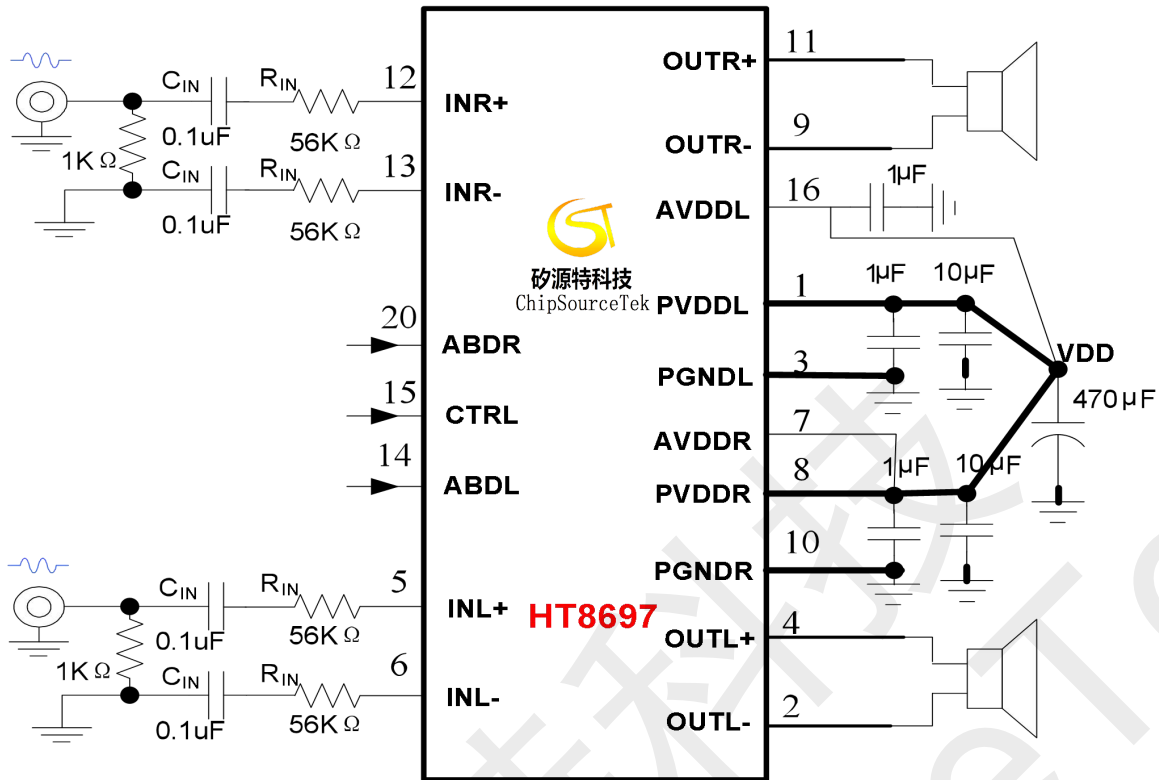 11
OUTR+
CIN
RIN
12
INR+
0.1uF
56KΩ
1KΩ
9
OUTR-
CIN
RIN
13
INR-
0.1uF
56KΩ
1µF
16
AVDDL
ST
矽源特科技
ChipSourceTek
1µF
10µF
1
PVDDL
20
ABDR
VDD
3
PGNDL
470µF
15
CTRL
7
AVDDR
14
ABDL
1µF
10µF
8
PVDDR
10
PGNDR
CIN
RIN
5
INL+
HT8697
0.1uF
56KΩ
4
OUTL+
1KΩ
CIN
RIN
6
INL-
0.1uF
56KΩ
2
OUTL-